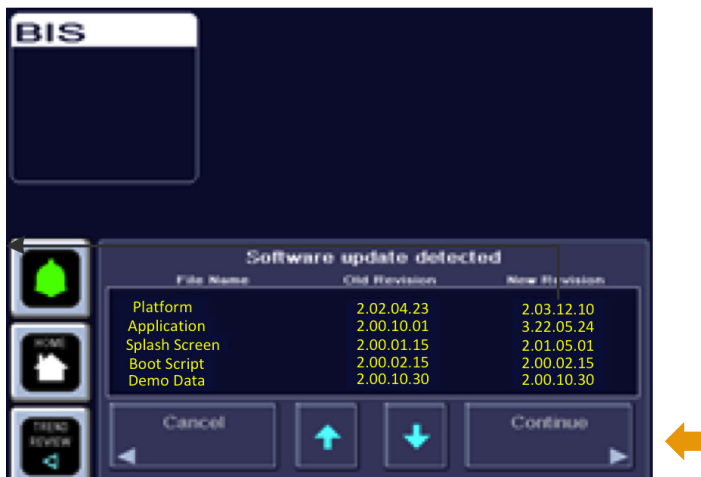 BIS
Software update detected
File Name Old Revision New Revision
Platform 2.02.04.23 2.03.12.10
Application 2.00.10.01 3.22.05.24
Splash Screen 2.00.01.15 2.01.05.01
Boot Script 2.00.02.15 2.00.02.15
Demo Data 2.00.10.30 2.00.10.30
HOME
TREND
REVIEW
Cancel
Continue